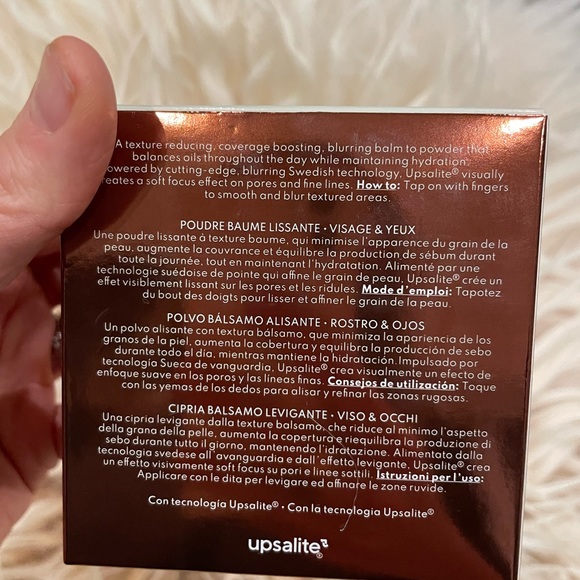 A texture reducing, coverage boosting, blurring balm to powder that
balances oils throughout the day while maintaining hydration.
Powered by cutting-edge, blurring Swedish technology, Upsalite® visually
creates a soft focus effect on pores and fine lines. How to: Tap on with fingers
to smooth and blur textured areas.
POUDRE BAUME LISSANTE • VISAGE & YEUX
Une poudre lissante à texture baume, qui minimise l'apparence du grain de la
peau, augmente la couvrance et équilibre la production de sébum durant
toute la journée, tout en maintenant l'hydratation. Alimenté par une
technologie suédoise de pointe qui affine le grain de peau, Upsalite® crée un
effet visiblement lissant sur les pores et les ridules. Mode d'emploi: Tapotez
du bout des doigts pour lisser et affiner le grain de la peau.
POLVO BÁLSAMO ALISANTE • ROSTRO & OJOS
Un polvo alisante con textura bálsamo, que minimiza la apariencia de los
granos de la piel, aumenta la cobertura y equilibra la producción de sebo
durante todo el día, mientras mantiene la hidratación. Impulsado por
tecnología Sueca de vanguardia, Upsalite® crea visualmente un efecto de
enfoque suave en los poros y las líneas finas. Consejos de utilización: Toque
con las yemas de los dedos para alisar y refinar las zonas rugosas.
CIPRIA BALSAMO LEVIGANTE • VISO & OCCHI
Una cipria levigante dalla texture balsamo, che riduce al minimo l'aspetto
della grana della pelle, aumenta la copertura e riequilibra la produzione di
sebo durante tutto il giorno, mantenendo l'idratazione. Alimentato dalla
tecnologia svedese all'avanguardia e dall'effetto levigante, Upsalite® crea
un effetto visivamente soft focus su pori e linee sottili. Istruzioni per l'uso:
Applicare con le dita per levigare ed affinare le zone ruvide.
Con tecnología Upsalite® • Con la tecnologia Upsalite®
upsalite®